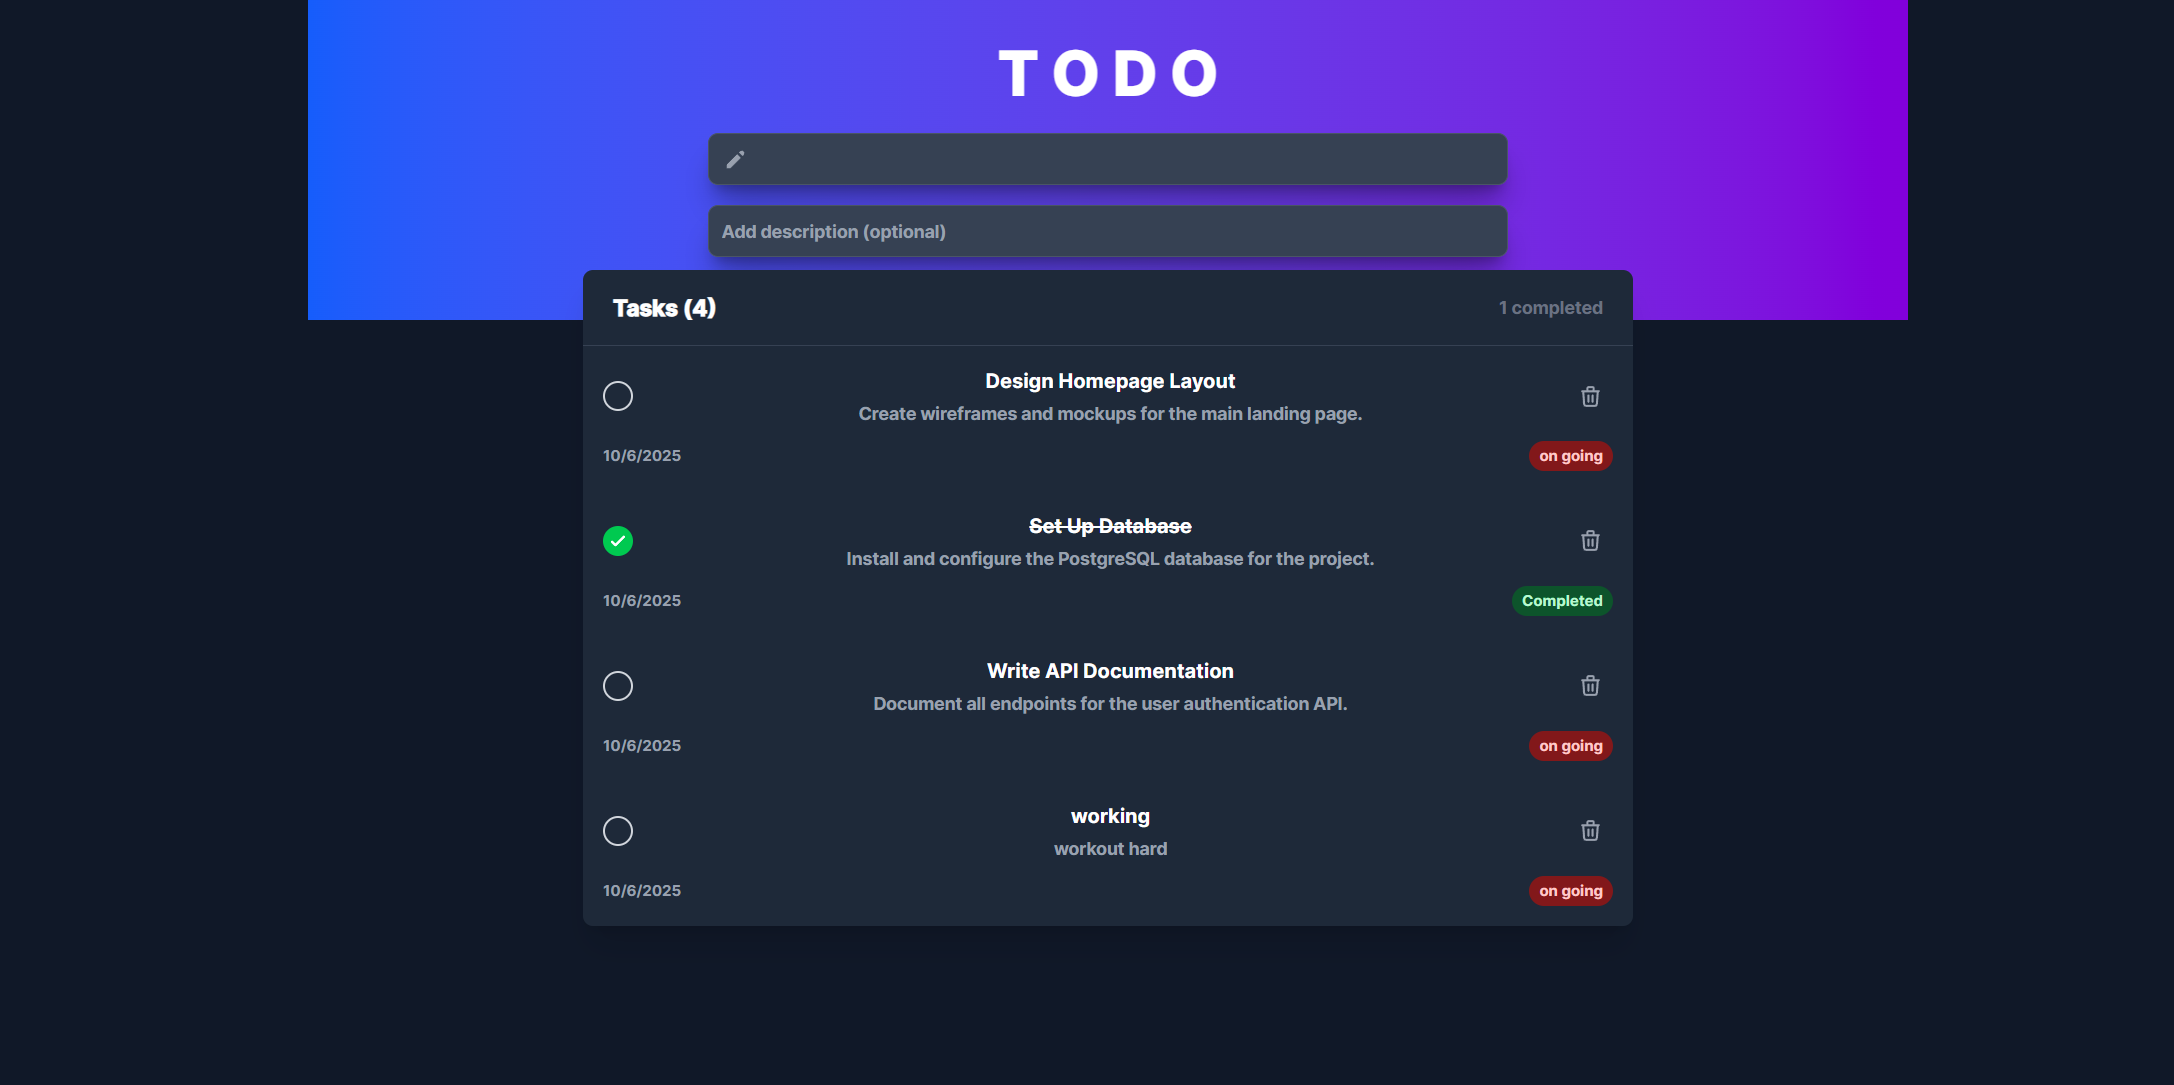 TODO
Add description (optional)
Tasks (4)
1 completed
Design Homepage Layout
Create wireframes and mockups for the main landing page.
10/6/2025
on going
Set Up Database
Install and configure the PostgreSQL database for the project.
10/6/2025
Completed
Write API Documentation
Document all endpoints for the user authentication API.
10/6/2025
on going
working
workout hard
10/6/2025
on going